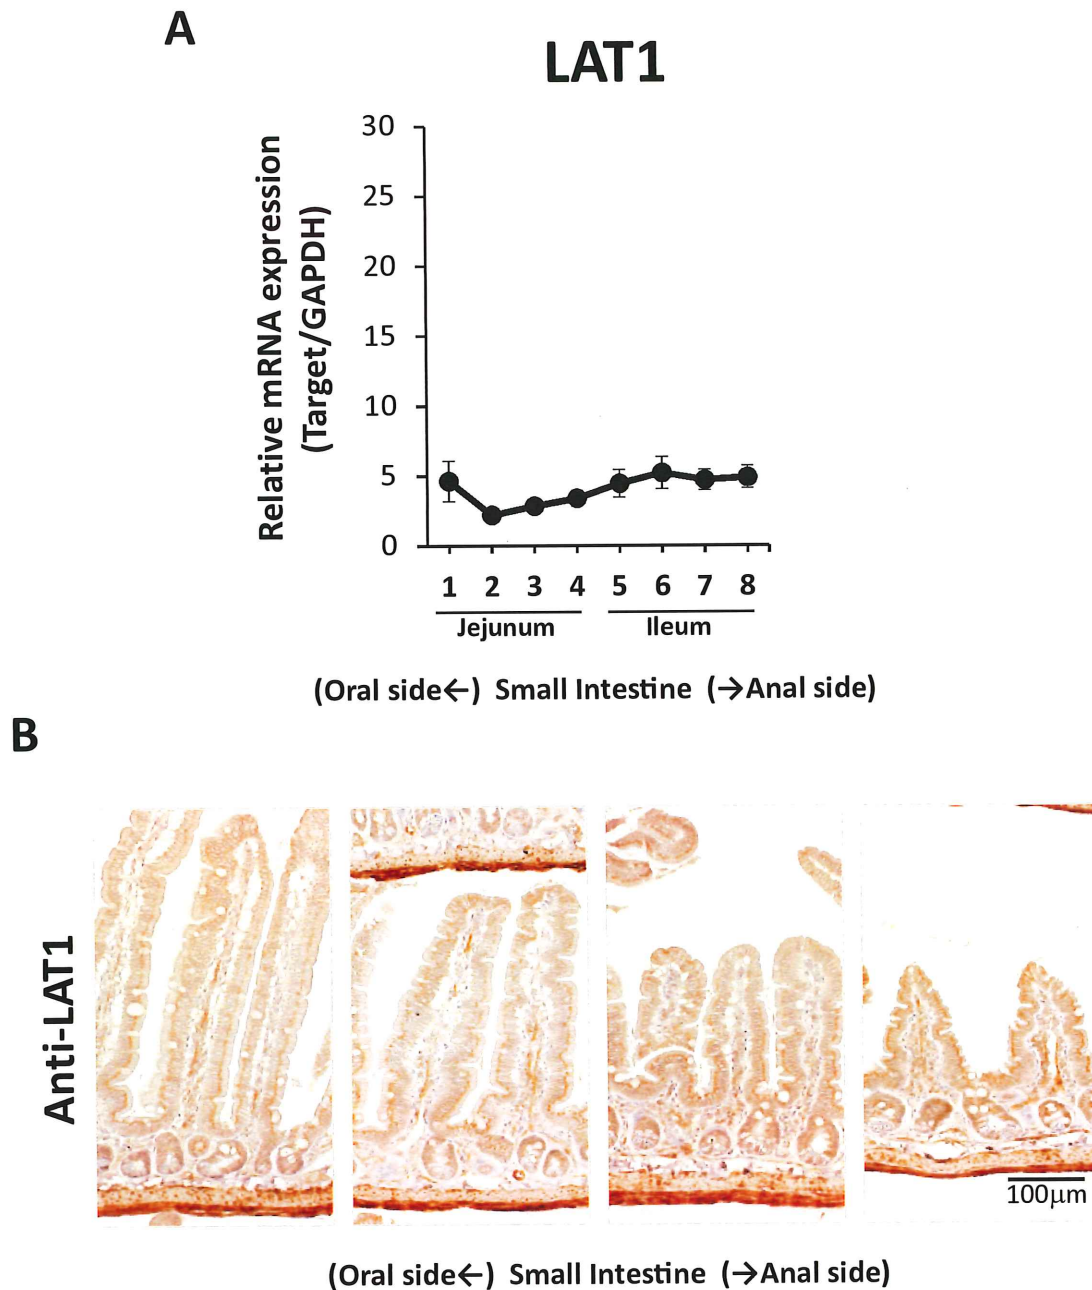 A
LAT1
Relative mRNA expression
(Target/GAPDH)
30
25
20
15
10
5
0
1 2 3 4 5 6 7 8
Jejunum Ileum
(Oral side←) Small Intestine (→Anal side)
B
Anti-LAT1
100μm
(Oral side←) Small Intestine (→Anal side)